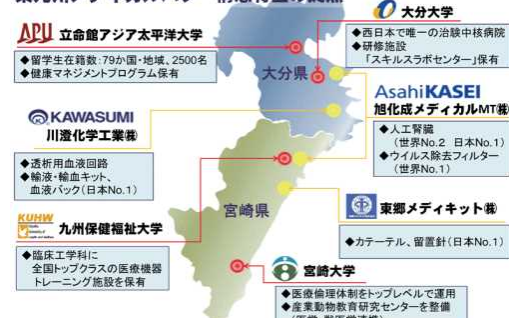 APU 立命館アジア太平洋大学
◆留学生在籍数：79か国・地域、2500名
◆健康マネジメントプログラム保有
大分大学
◆西日本で唯一の治験中核病院
◆研修施設
「スキルスラボセンター」保有
大分県
AsahiKASEI
旭化成メディカルMT㈱
◆人工腎臓
（世界No.2 日本No.1）
◆ウイルス除去フィルター
（世界No.1）
KAWASUMI
川澄化学工業㈱
◆透析用血液回路
◆輸液・輸血キット、
血液バック（日本No.1）
宮崎県
東郷メディキット㈱
◆カテーテル、留置針（日本No.1）
KUHW
九州保健福祉大学
◆臨床工学科に
全国トップクラスの医療機器
トレーニング施設を保有
宮崎大学
◆医療倫理体制をトップレベルで運用
◆産業動物教育研究センターを整備